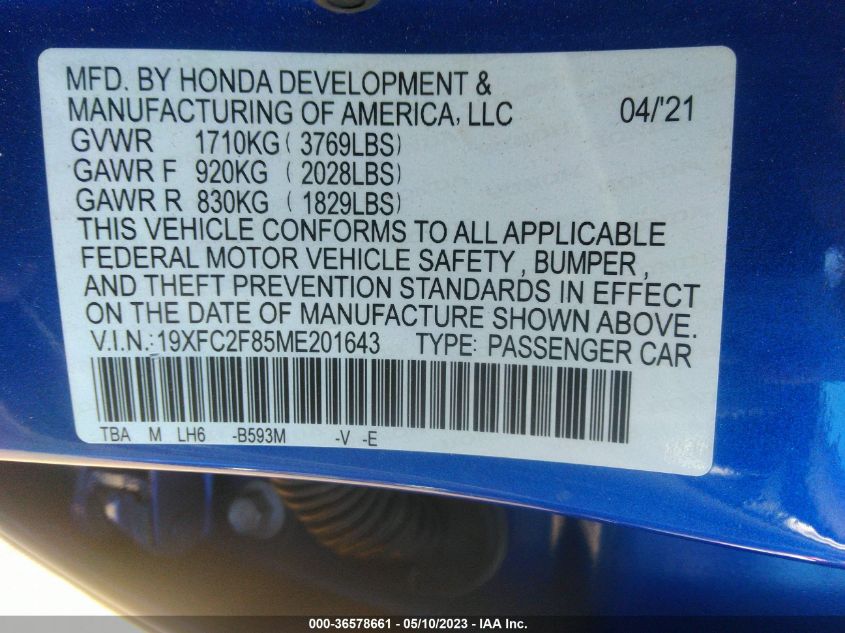 MFD. BY HONDA DEVELOPMENT &
MANUFACTURING OF AMERICA, LLC 04/'21
GVWR 1710KG ( 3769LBS)
GAWR F 920KG ( 2028LBS)
GAWR R 830KG ( 1829LBS)
THIS VEHICLE CONFORMS TO ALL APPLICABLE
FEDERAL MOTOR VEHICLE SAFETY , BUMPER ,
AND THEFT PREVENTION STANDARDS IN EFFECT
ON THE DATE OF MANUFACTURE SHOWN ABOVE.
V.I.N.: 19XFC2F85ME201643 TYPE: PASSENGER CAR
TBA M LH6 -B593M -V -E
000-36578661 - 05/10/2023 - IAA Inc.